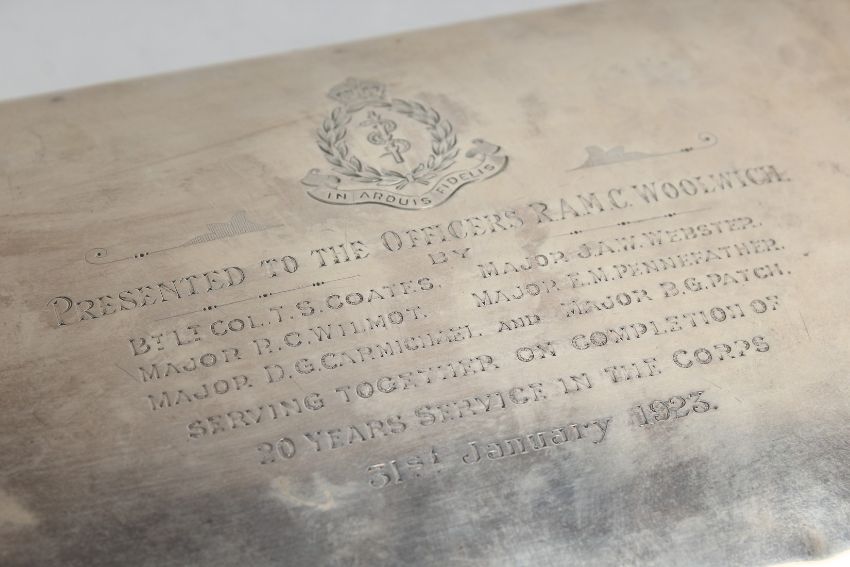 IN ARDUIS FIDELIS
PRESENTED TO THE OFFICERS R.A.M.C. WOOLWICH.
BY
BT LT COL. T. S. COATES. MAJOR J.A.W. WEBSTER.
MAJOR R.C. WILMOT. MAJOR E.M. PENNEFATHER.
MAJOR D.G. CARMICHAEL AND MAJOR B.G. PATCH.
SERVING TOGETHER ON COMPLETION OF
20 YEARS SERVICE IN THE CORPS
31st January 1923.